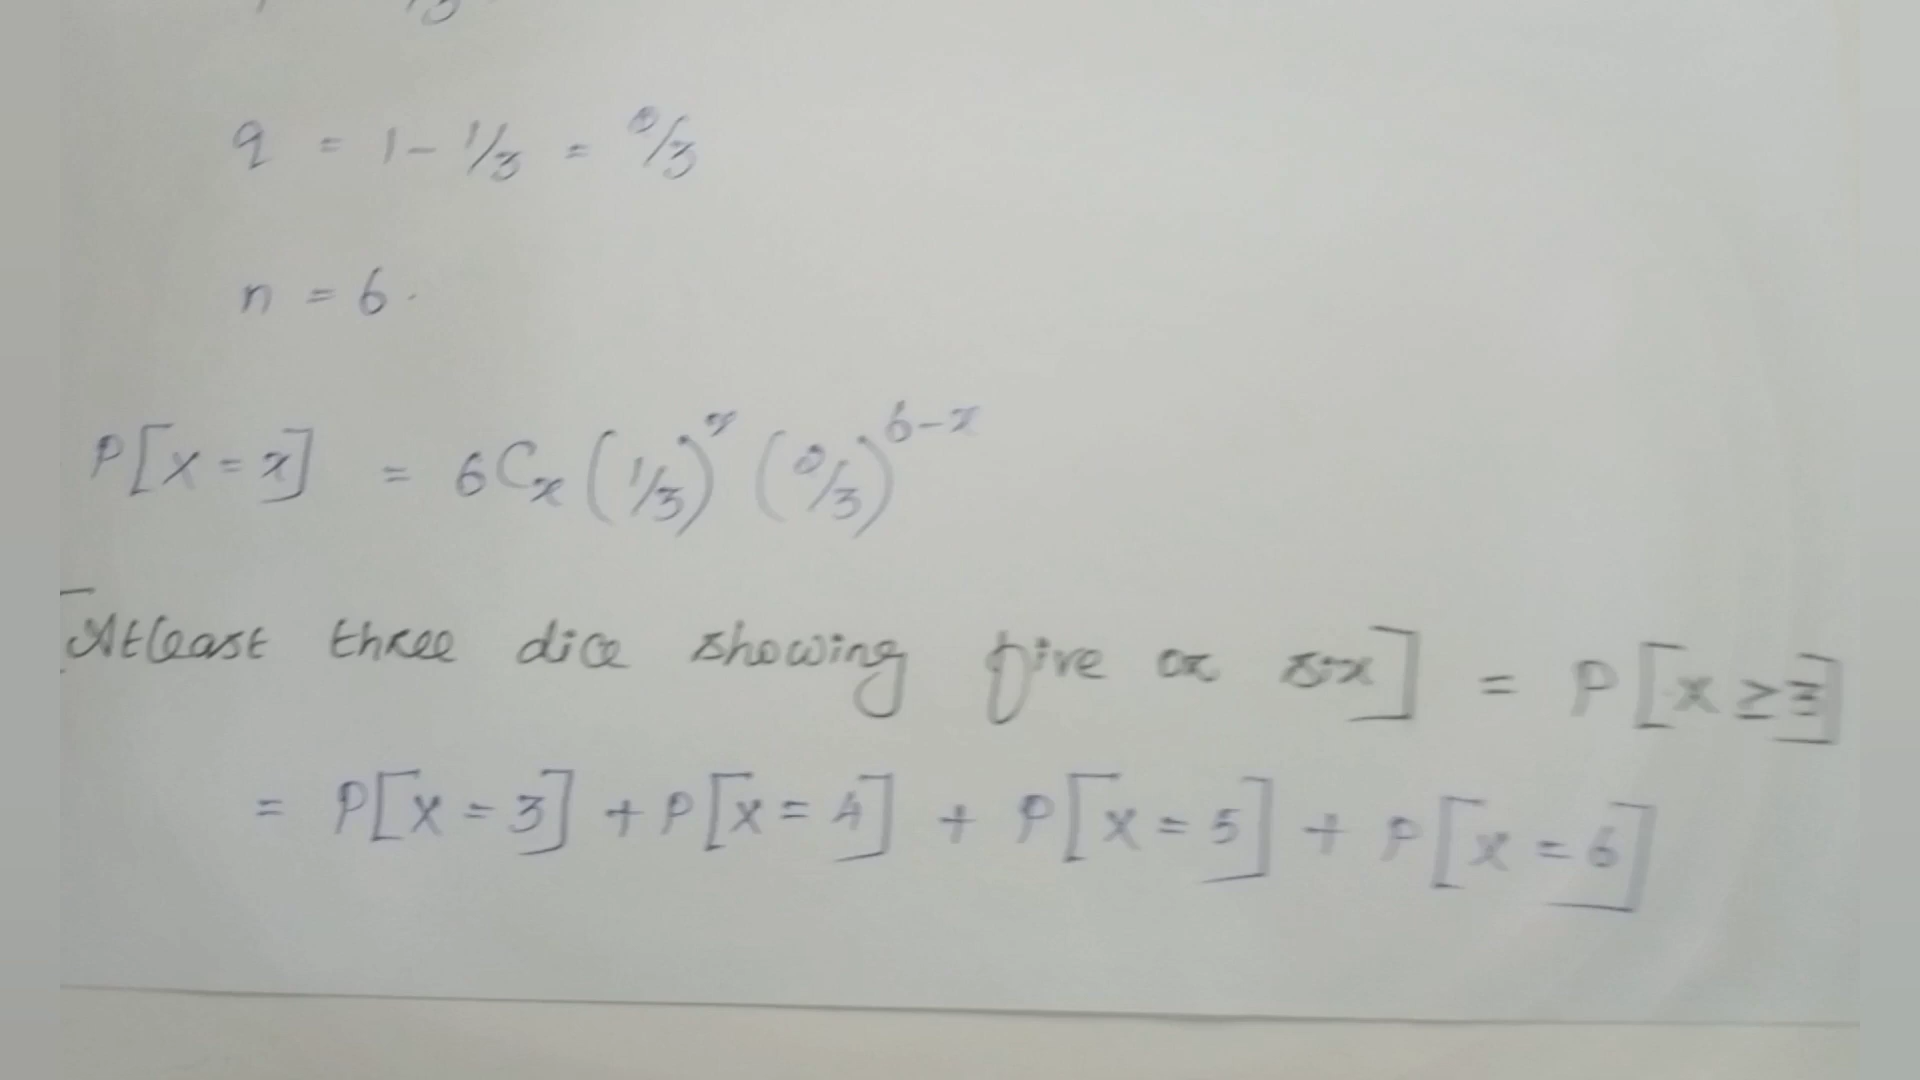 q = 1 - 1/3 = 2/3
n = 6.
P[X = x] = 6Cx (1/3)^x (2/3)^6-x
[Atleast three dice showing five or six] = P[X ≥ 3]
= P[X = 3] + P[X = 4] + P[X = 5] + P[X = 6]